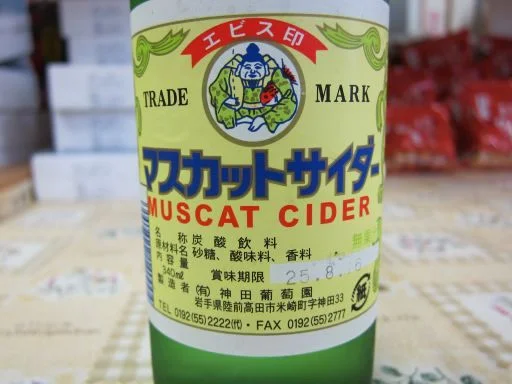 エビス印
TRADE MARK
マスカットサイダー
MUSCAT CIDER
名称 炭酸飲料
原材料名 砂糖、酸味料、香料
内容量 340ml
賞味期限 25.8.
製造者 (有)神田葡萄園
岩手県陸前高田市米崎町字神田33
TEL 0192(55)2222(代)・FAX 0192(55)2777